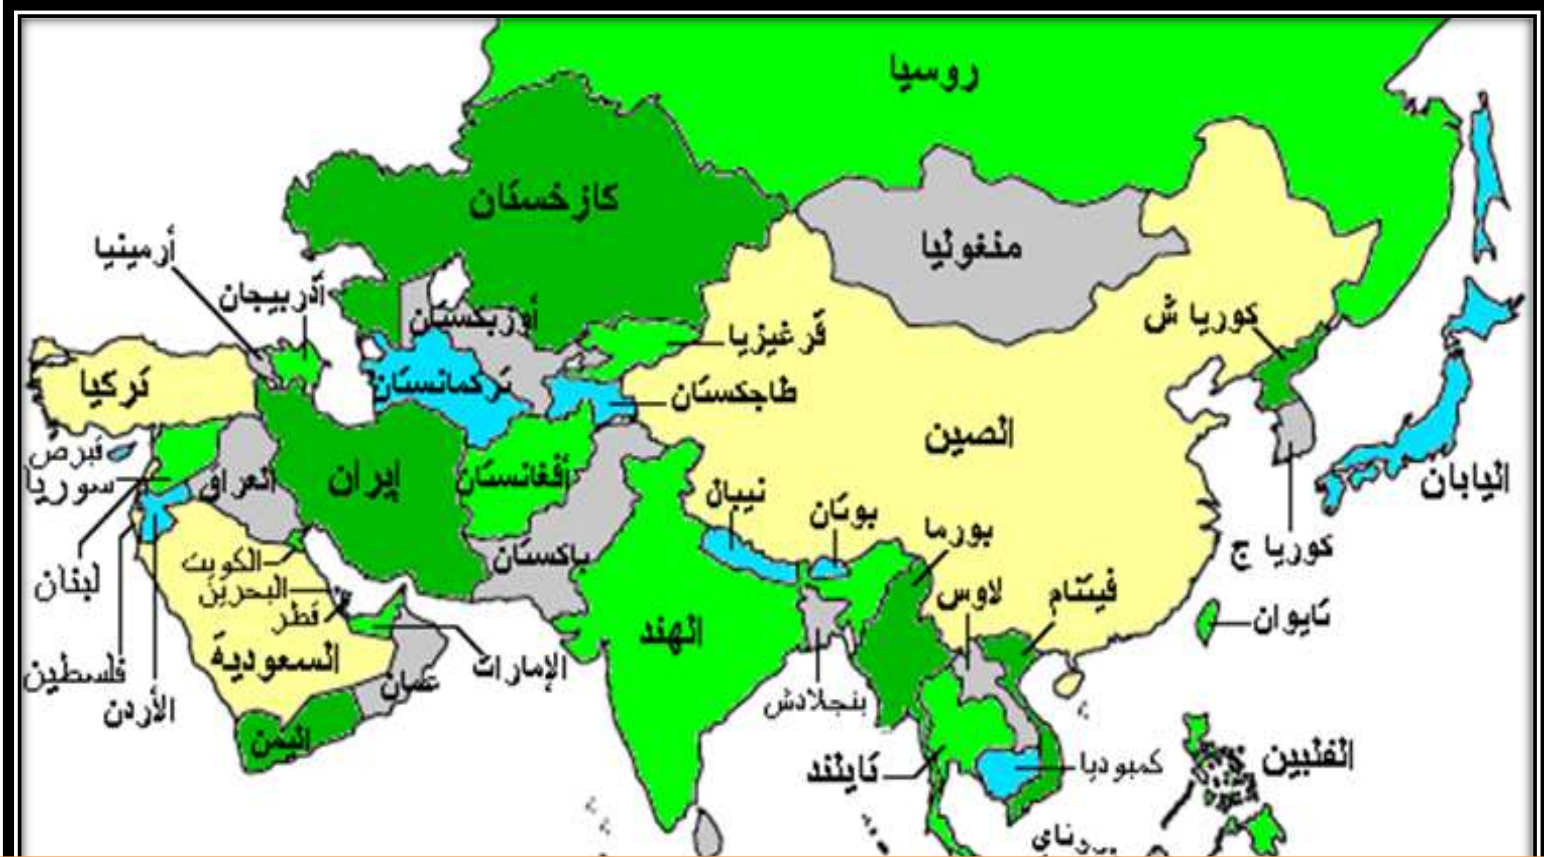 روسيا
كازخستان
منغوليا
أرمينيا
أذربيجان
أوزبكستان
كوريا ش
قرغيزيا
تركيا
تركمانستان
طاجكستان
الصين
قبرص
سوريا
العراق
إيران
أفغانستان
نيبال
بوتان
بورما
اليابان
كوريا ج
لبنان
الكويت
البحرين
قطر
باكستان
لاوس
فيتنام
تايوان
الهند
السعودية
الإمارات
فلسطين
عمان
الأردن
بنجلادش
اليمن
تايلند
كمبوديا
الفلبين